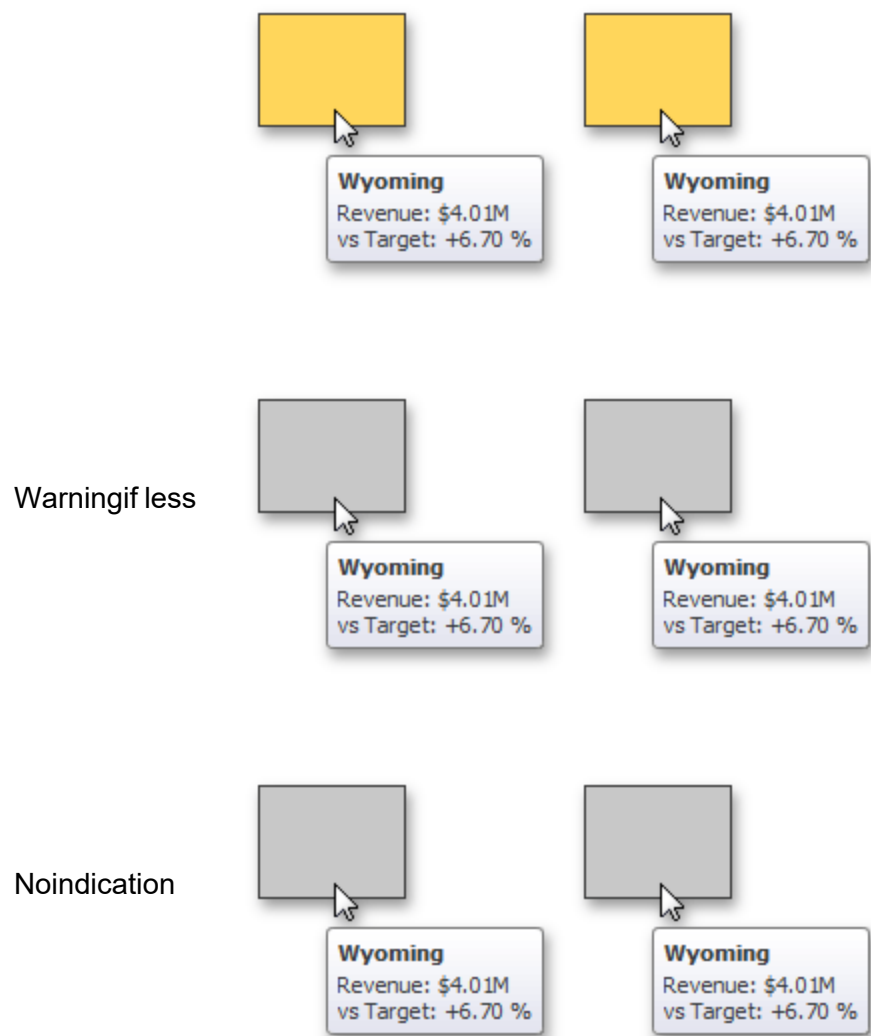 Wyoming
Revenue: $4.01M
vs Target: +6.70 %
Wyoming
Revenue: $4.01M
vs Target: +6.70 %
Warningif less
Wyoming
Revenue: $4.01M
vs Target: +6.70 %
Wyoming
Revenue: $4.01M
vs Target: +6.70 %
Noindication
Wyoming
Revenue: $4.01M
vs Target: +6.70 %
Wyoming
Revenue: $4.01M
vs Target: +6.70 %